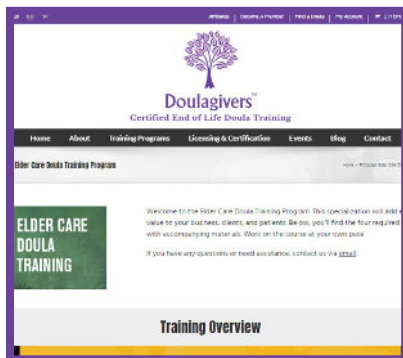 Affiliates Become A Member Find a Doula My Account
Doulagivers™
Certified End of Life Doula Training
Home About Training Programs Licensing & Certification Events Blog Contact
Elder Care Doula Training Program
ELDER CARE
DOULA
TRAINING
Welcome to the Elder Care Doula Training Program. This specialization will add
value to your business, clients, and patients. Below, you'll find the four required
with accompanying materials. Work on the course at your own pace.
If you have any questions or need assistance, contact us via email.
Training Overview